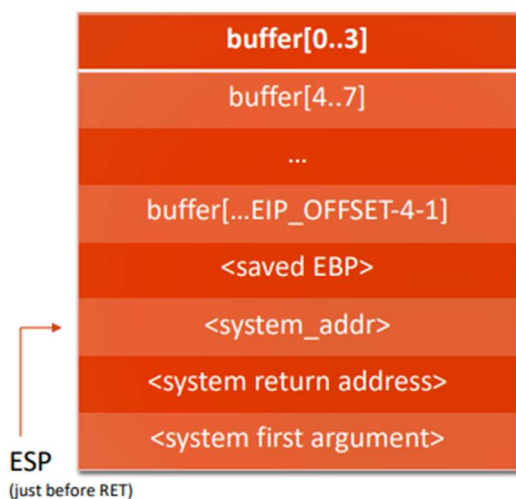 buffer[0..3]
buffer[4..7]
...
buffer[...EIP_OFFSET-4-1]
<saved EBP>
<system_addr>
<system return address>
<system first argument>
ESP
(just before RET)